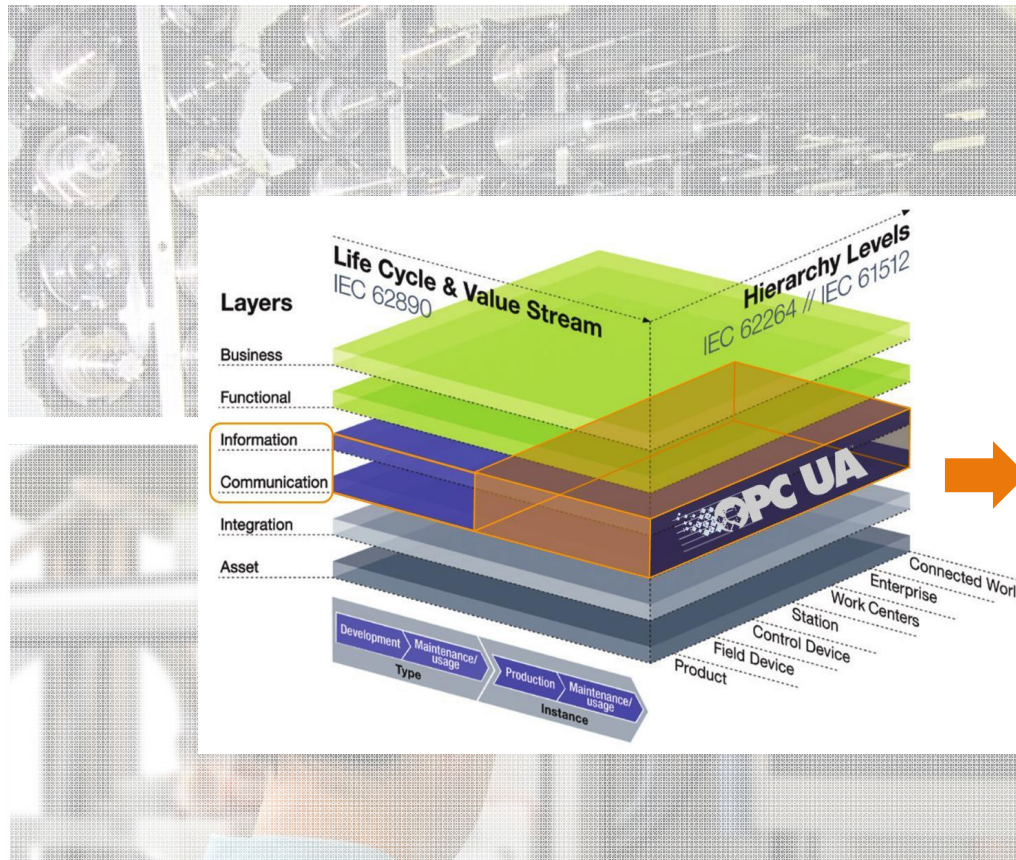 Life Cycle & Value Stream
IEC 62890
Hierarchy Levels
IEC 62264 // IEC 61512
Layers
Business
Functional
Information
Communication
Integration
Asset
OPC UA
Development
Maintenance/
usage
Type
Production
Maintenance/
usage
Instance
Connected Worl
Enterprise
Work Centers
Station
Control Device
Field Device
Product